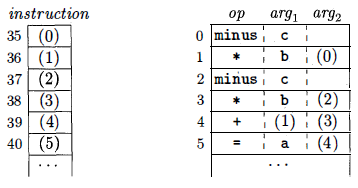 instruction op arg1 arg2
35 (0) 0 minus c
36 (1) 1 * b (0)
37 (2) 2 minus c
38 (3) 3 * b (2)
39 (4) 4 + (1) (3)
40 (5) 5 = a (4)
... ...